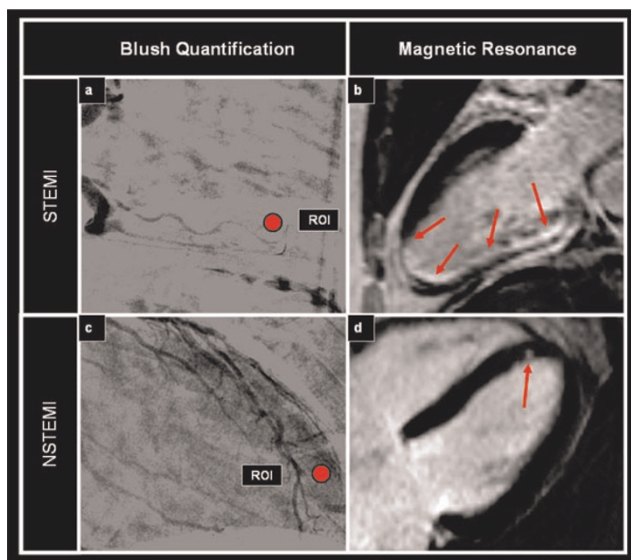 Blush Quantification
Magnetic Resonance
STEMI
a
ROI
b
NSTEMI
c
ROI
d